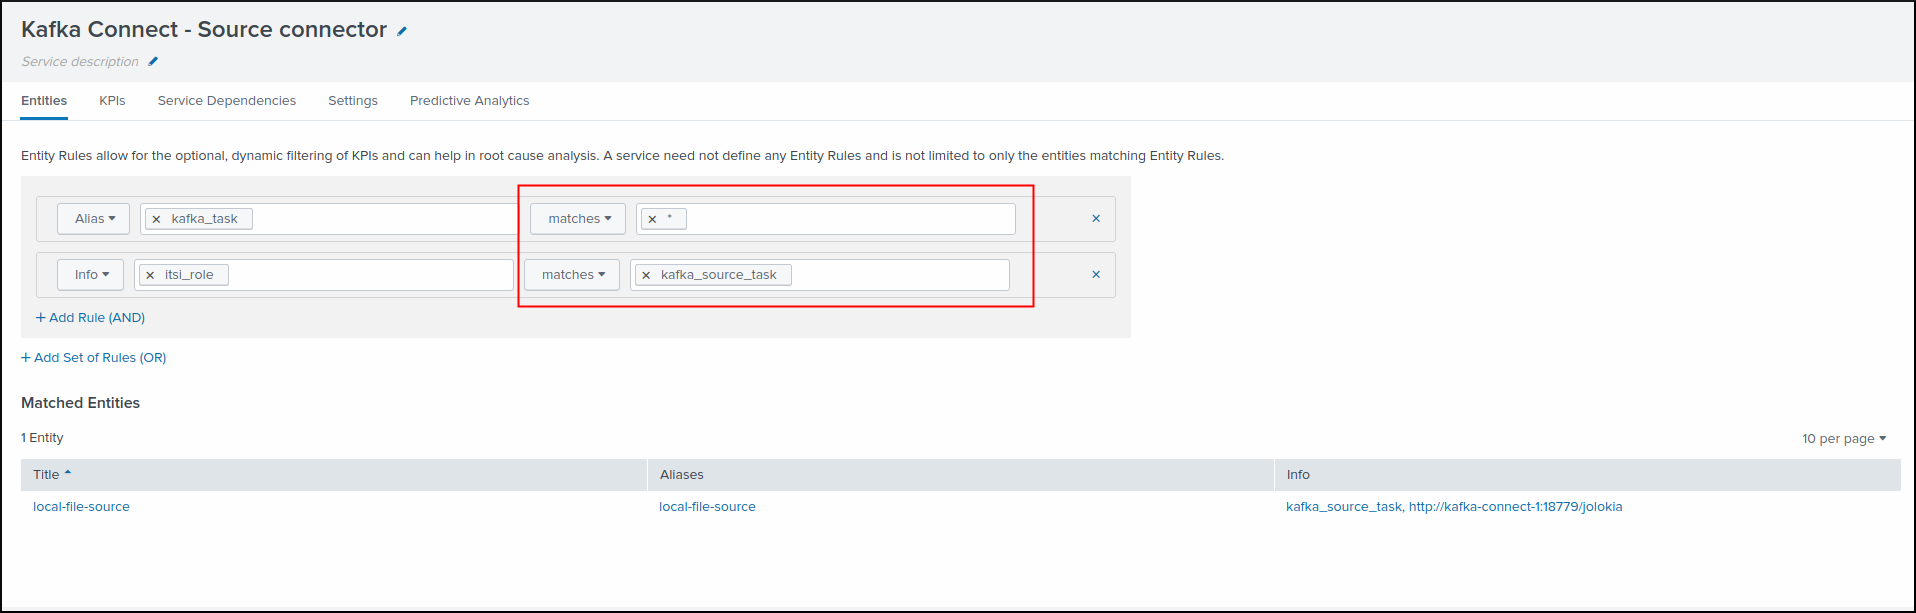 Kafka Connect - Source connector
Service description
Entities KPIs Service Dependencies Settings Predictive Analytics
Entity Rules allow for the optional, dynamic filtering of KPIs and can help in root cause analysis. A service need not define any Entity Rules and is not limited to only the entities matching Entity Rules.
Alias kafka_task matches *
Info itsi_role matches kafka_source_task
+ Add Rule (AND)
+ Add Set of Rules (OR)
Matched Entities
1 Entity 10 per page
Title Aliases Info
local-file-source local-file-source kafka_source_task, http://kafka-connect-1:18779/jolokia